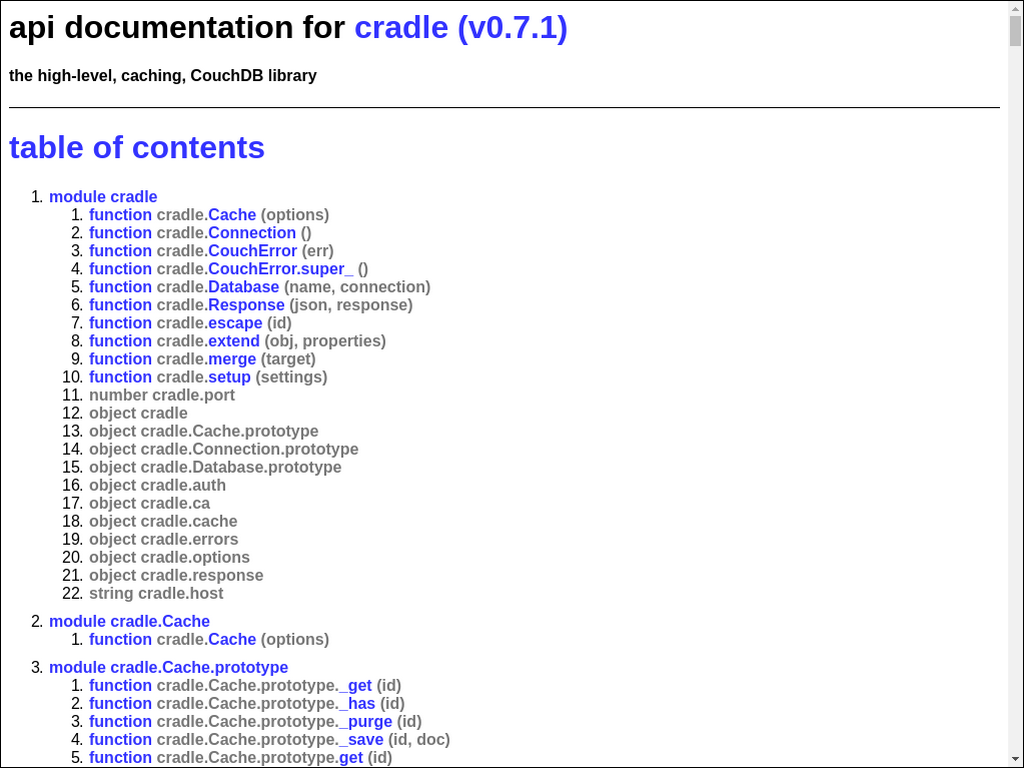 api documentation for cradle (v0.7.1)
the high-level, caching, CouchDB library
table of contents
1. module cradle
1. function cradle.Cache (options)
2. function cradle.Connection ()
3. function cradle.CouchError (err)
4. function cradle.CouchError.super_ ()
5. function cradle.Database (name, connection)
6. function cradle.Response (json, response)
7. function cradle.escape (id)
8. function cradle.extend (obj, properties)
9. function cradle.merge (target)
10. function cradle.setup (settings)
11. number cradle.port
12. object cradle
13. object cradle.Cache.prototype
14. object cradle.Connection.prototype
15. object cradle.Database.prototype
16. object cradle.auth
17. object cradle.ca
18. object cradle.cache
19. object cradle.errors
20. object cradle.options
21. object cradle.response
22. string cradle.host
2. module cradle.Cache
1. function cradle.Cache (options)
3. module cradle.Cache.prototype
1. function cradle.Cache.prototype._get (id)
2. function cradle.Cache.prototype._has (id)
3. function cradle.Cache.prototype._purge (id)
4. function cradle.Cache.prototype._save (id, doc)
5. function cradle.Cache.prototype.get (id)